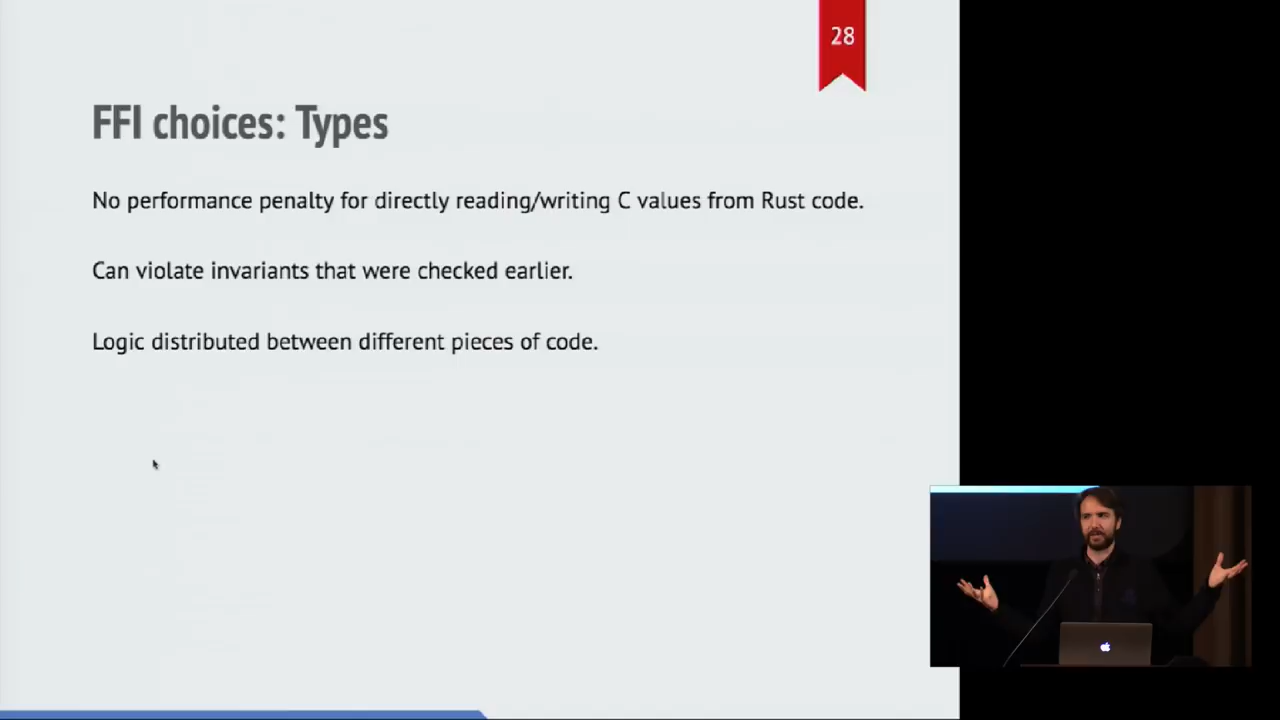 28
FFI choices: Types
No performance penalty for directly reading/writing C values from Rust code.
Can violate invariants that were checked earlier.
Logic distributed between different pieces of code.